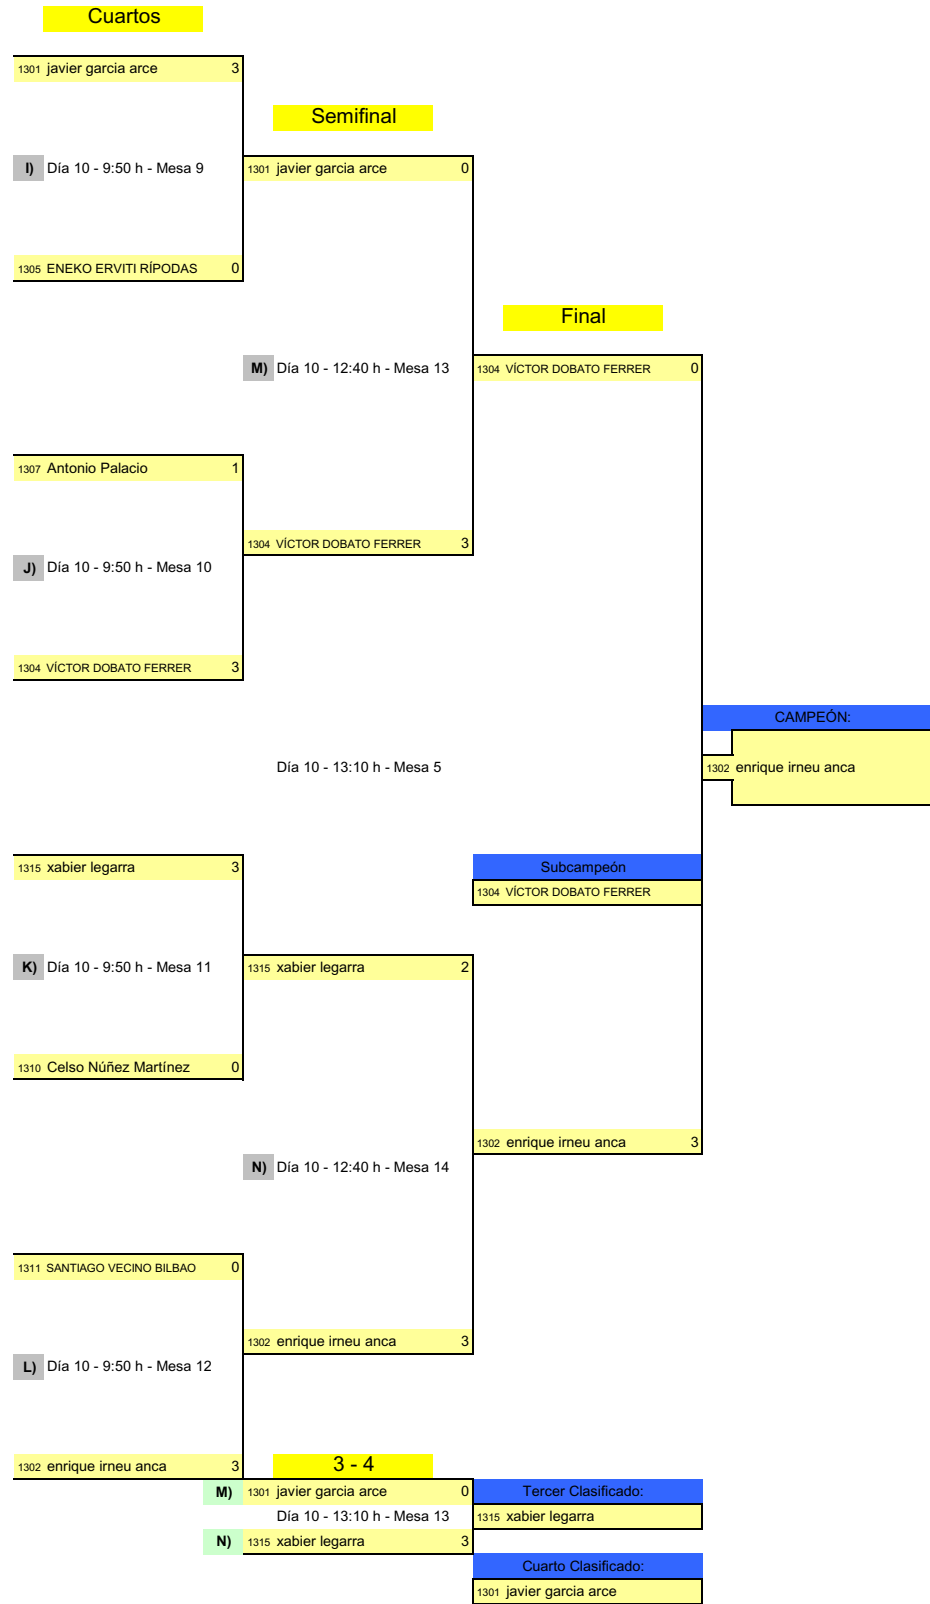 Cuartos
1301 javier garcia arce 3
Semifinal
I) Día 10 - 9:50 h - Mesa 9
1301 javier garcia arce 0
1305 ENEKO ERVITI RÍPODAS 0
Final
M) Día 10 - 12:40 h - Mesa 13
1304 VÍCTOR DOBATO FERRER 0
1307 Antonio Palacio 1
1304 VÍCTOR DOBATO FERRER 3
J) Día 10 - 9:50 h - Mesa 10
1304 VÍCTOR DOBATO FERRER 3
CAMPEÓN:
Día 10 - 13:10 h - Mesa 5
1302 enrique irneu anca
1315 xabier legarra 3
Subcampeón
1304 VÍCTOR DOBATO FERRER
K) Día 10 - 9:50 h - Mesa 11
1315 xabier legarra 2
1310 Celso Núñez Martínez 0
1302 enrique irneu anca 3
N) Día 10 - 12:40 h - Mesa 14
1311 SANTIAGO VECINO BILBAO 0
1302 enrique irneu anca 3
L) Día 10 - 9:50 h - Mesa 12
1302 enrique irneu anca 3
3 - 4
M) 1301 javier garcia arce 0
Tercer Clasificado:
Día 10 - 13:10 h - Mesa 13
1315 xabier legarra
N) 1315 xabier legarra 3
Cuarto Clasificado:
1301 javier garcia arce